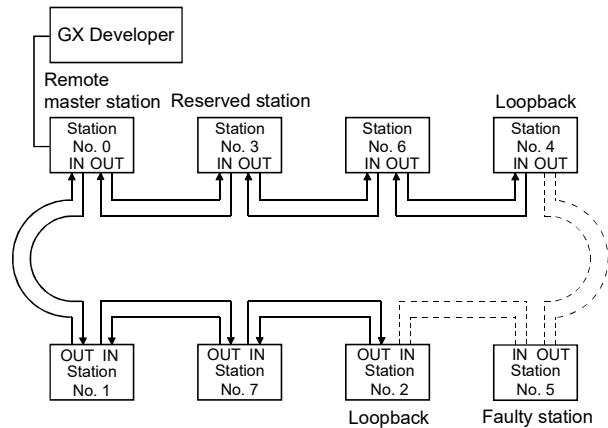 GX Developer
Remote
master station
Reserved station
Loopback
Station
No. 0
IN OUT
Station
No. 3
IN OUT
Station
No. 6
IN OUT
Station
No. 4
IN OUT
OUT IN
Station
No. 1
OUT IN
Station
No. 7
OUT IN
Station
No. 2
IN OUT
Station
No. 5
Loopback
Faulty station